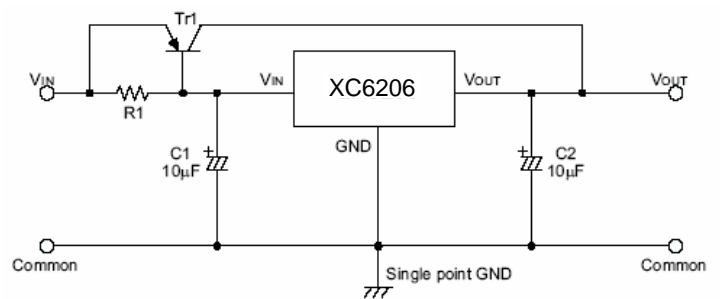 Tr1
VIN
R1
VIN
XC6206
VOUT
VOUT
GND
C1
+
10μF
C2
+
10μF
Common
Single point GND
Common